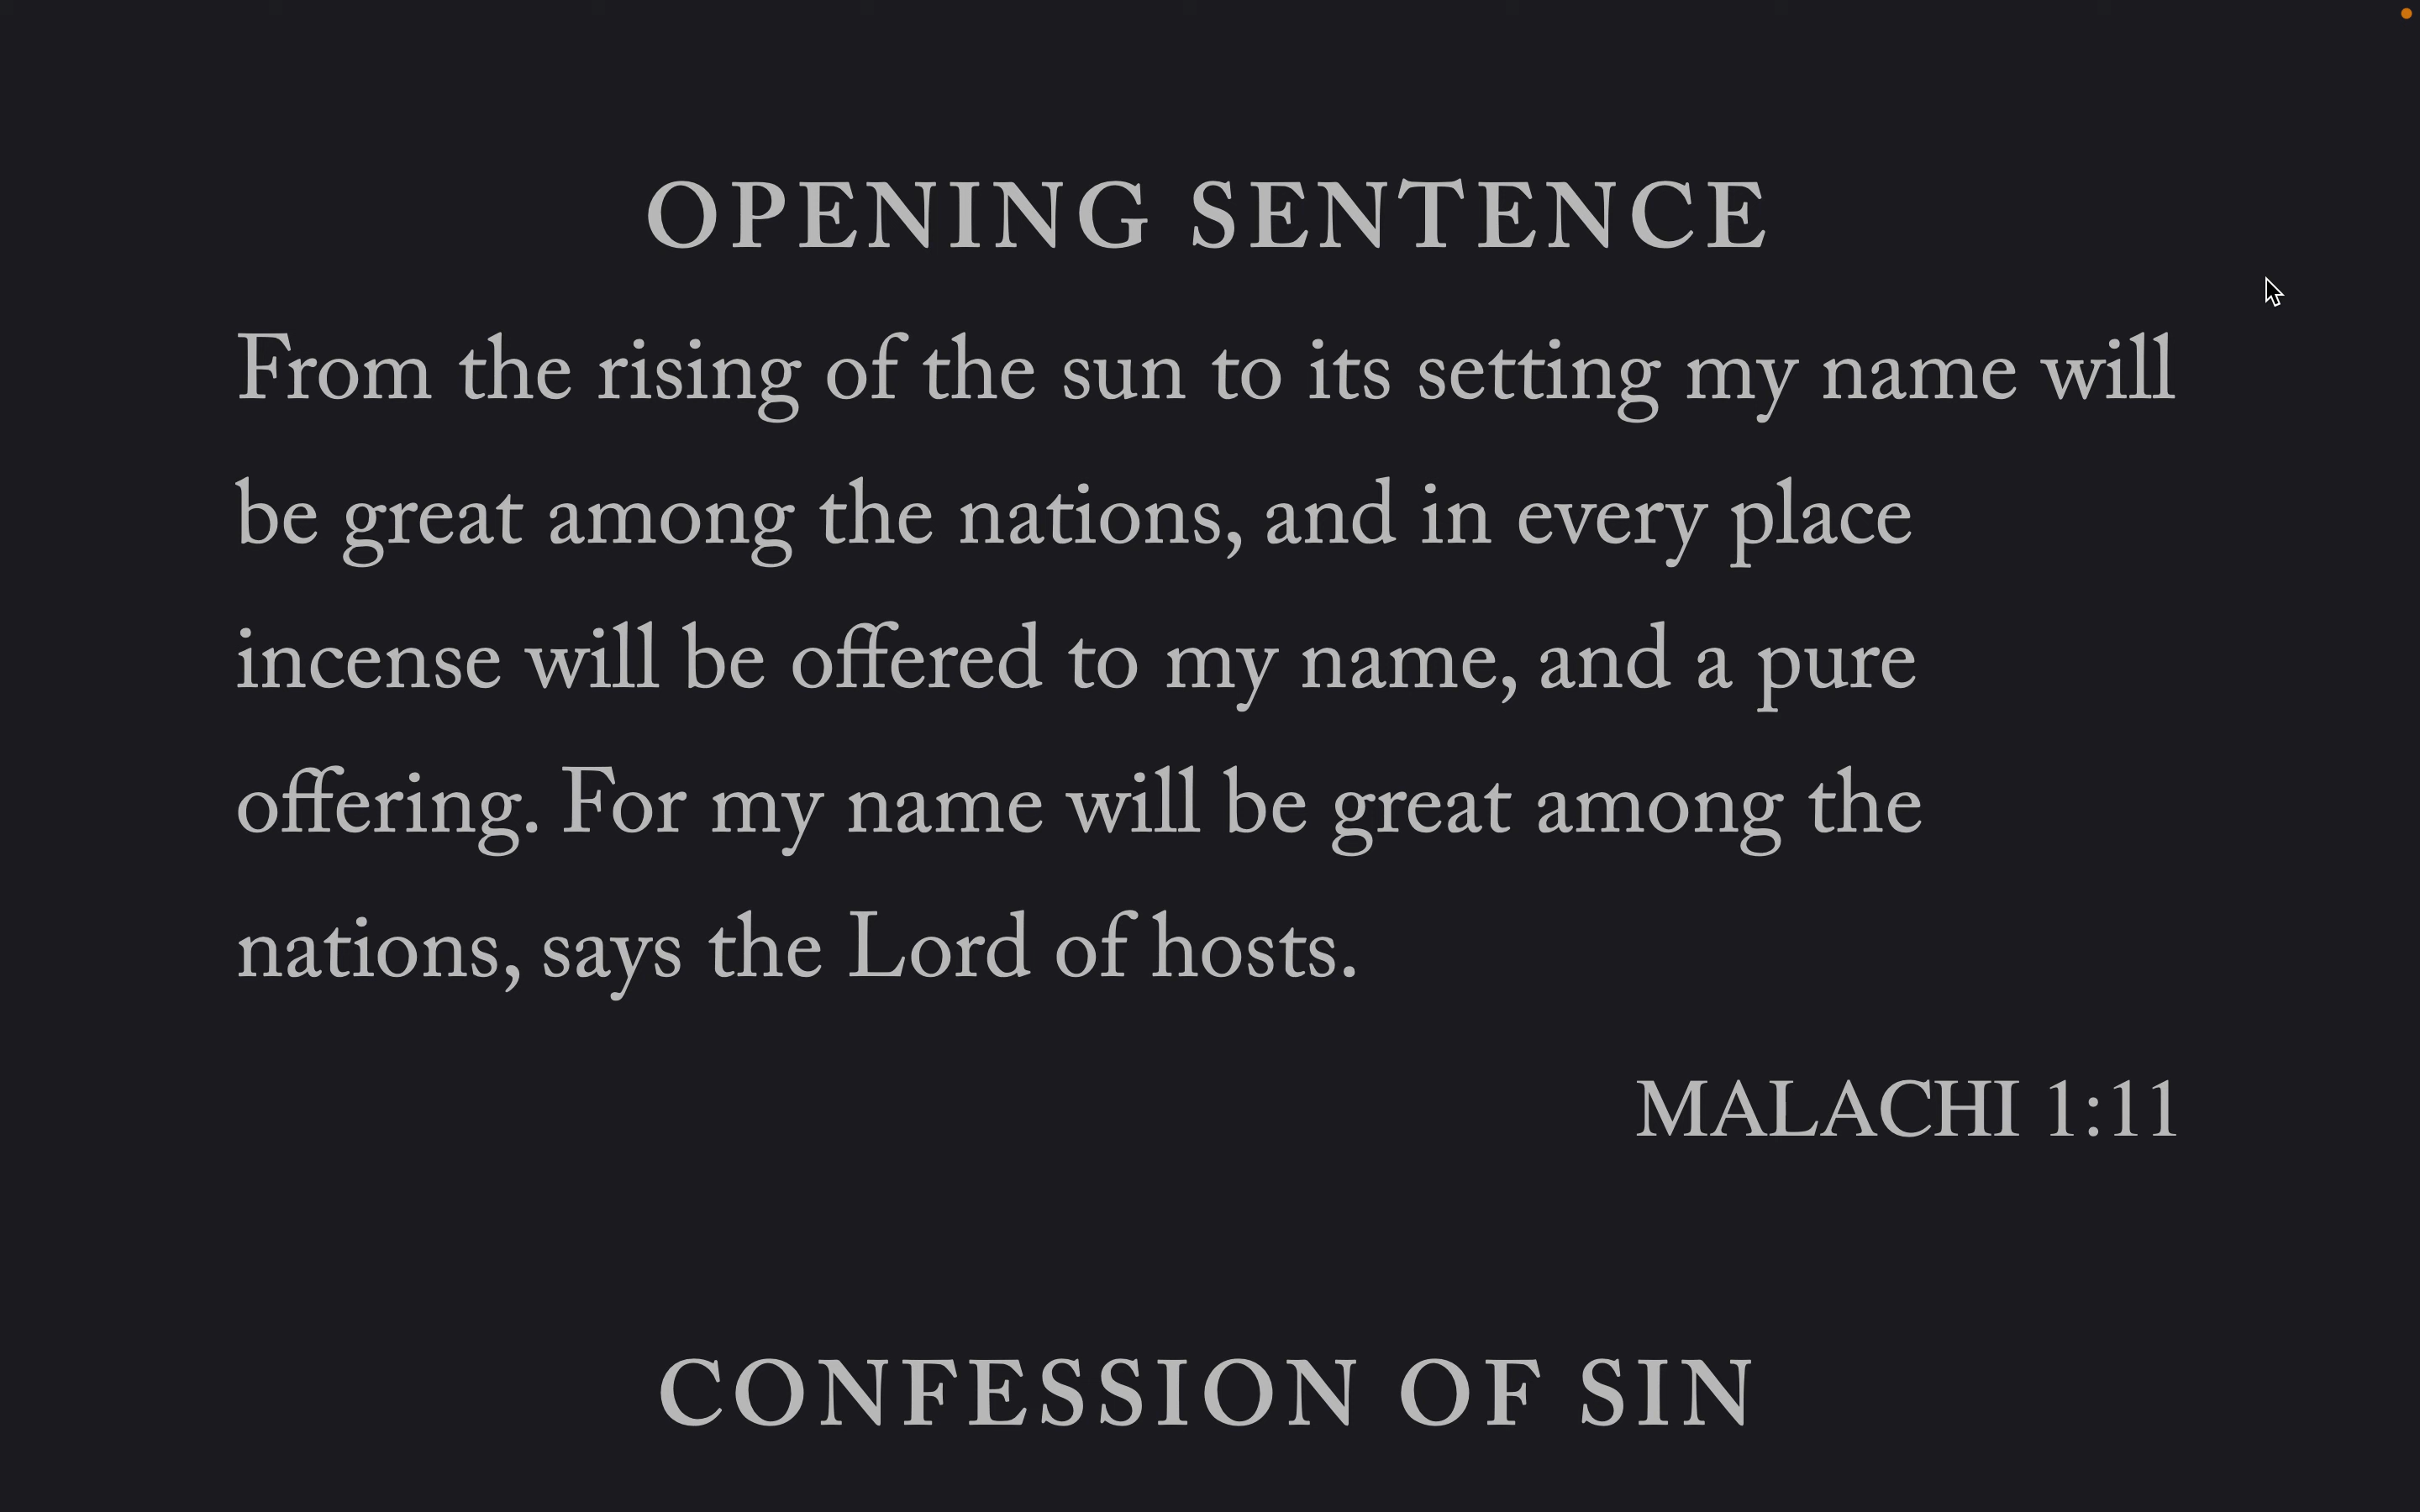 OPENING SENTENCE
From the rising of the sun to is setting my name will
be great among the nations, and in every place
incense will be offered to my name, and a pure
offering. For my name will be great among the
nations, says the Lord of hosts.
MALACHI 1:11
CONFESSION OF SIN